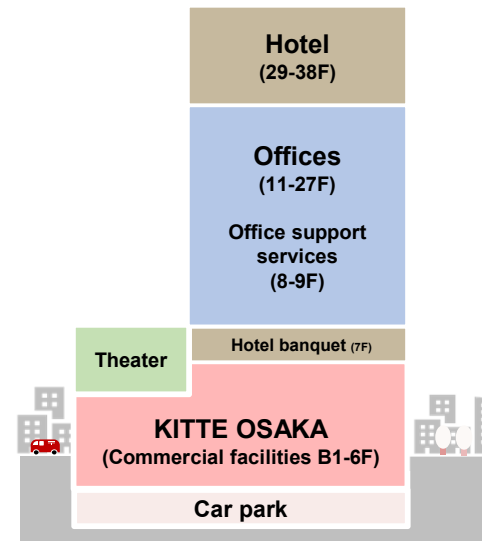 Hotel
(29-38F)
Offices
(11-27F)
Office support
services
(8-9F)
Theater
Hotel banquet (7F)
KITTE OSAKA
(Commercial facilities B1-6F)
Car park